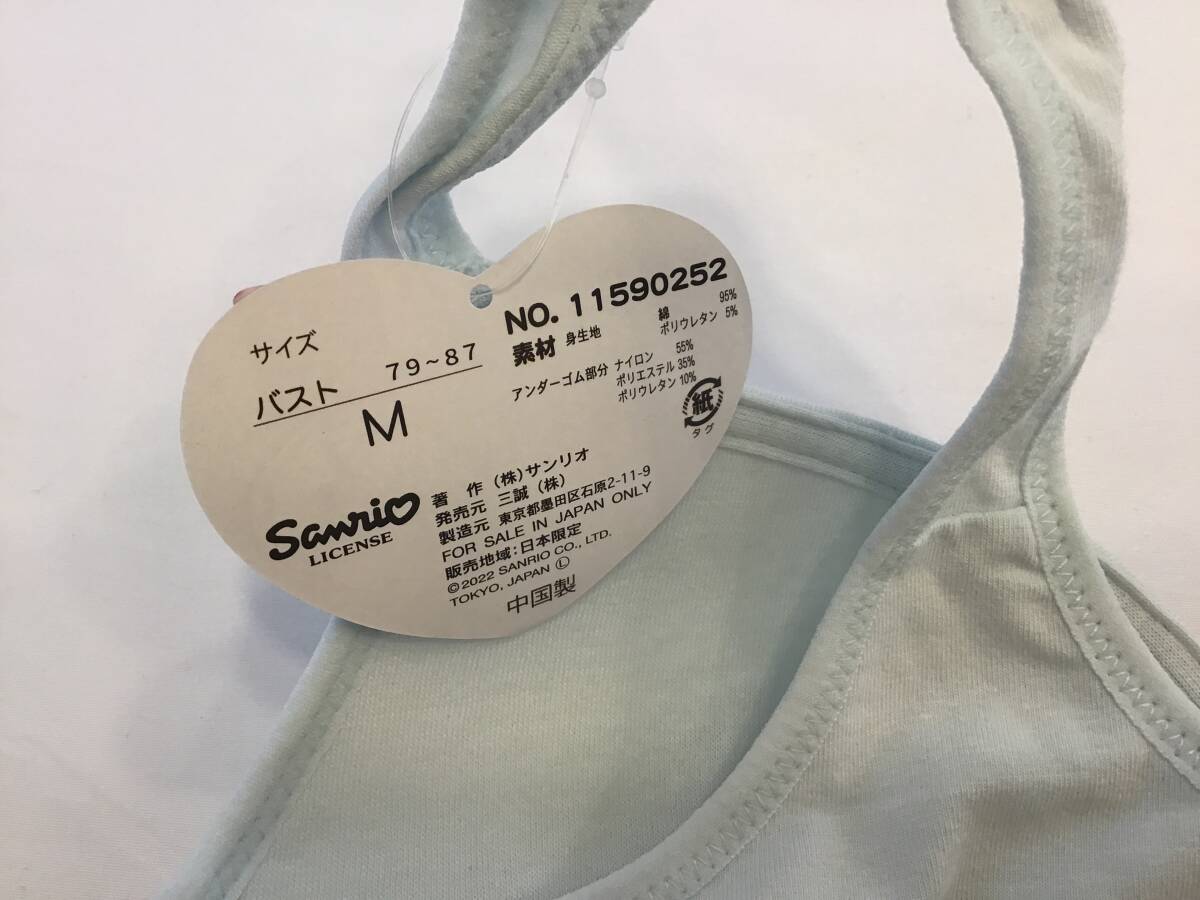 サイズ
バスト 79~87
M
NO. 11590252
素材 身生地 綿 95%
ポリウレタン 5%
アンダーゴム部分 ナイロン 55%
ポリエステル 35%
ポリウレタン 10%
紙
タグ
Sanrio
LICENSE
著 作 (株)サンリオ
発売元 三誠(株)
製造元 東京都墨田区石原2-11-9
FOR SALE IN JAPAN ONLY
販売地域:日本限定
©2022 SANRIO CO., LTD.
TOKYO, JAPAN Ⓛ
中国製